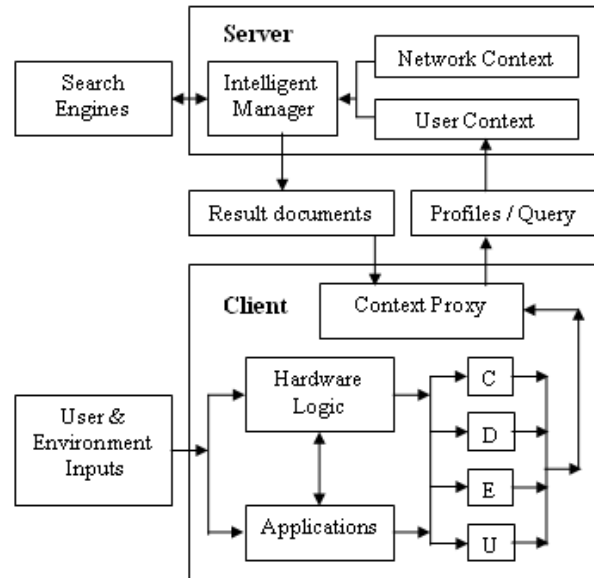 Server
Search
Engines
Intelligent
Manager
Network Context
User Context
Result documents
Profiles / Query
Client
Context Proxy
User &
Environment
Inputs
Hardware
Logic
Applications
C
D
E
U